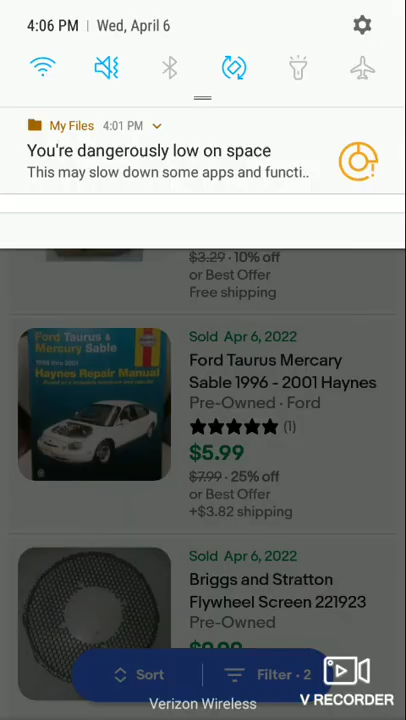 4:06 PM | Wed, April 6
My Files 4:01 PM
You're dangerously low on space
This may slow down some apps and functi..
$3.29 · 10% off
or Best Offer
Free shipping
Sold Apr 6, 2022
Ford Taurus Mercary
Sable 1996 - 2001 Haynes
Pre-Owned · Ford
(1)
$5.99
$7.99 · 25% off
or Best Offer
+$3.82 shipping
Ford Taurus &
Mercury Sable
1996 thru 2001
Haynes Repair Manual
Sold Apr 6, 2022
Briggs and Stratton
Flywheel Screen 221923
Pre-Owned
Sort
Filter · 2
V RECORDER
Verizon Wireless